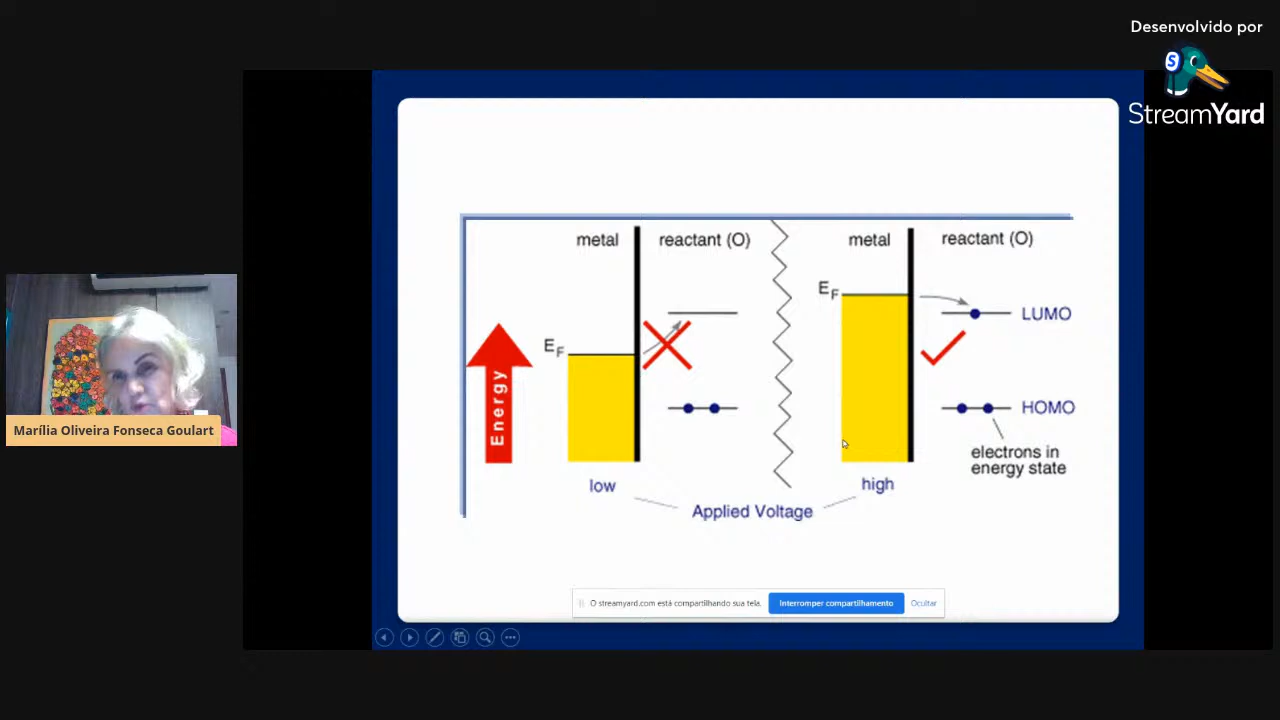 Desenvolvido por
S
StreamYard
metal
reactant (O)
metal
reactant (O)
EF
EF
LUMO
Energy
HOMO
electrons in
energy state
low
high
Applied Voltage
Marília Oliveira Fonseca Goulart
O streamyard.com está compartilhando sua tela.
Interromper compartilhamento
Ocultar